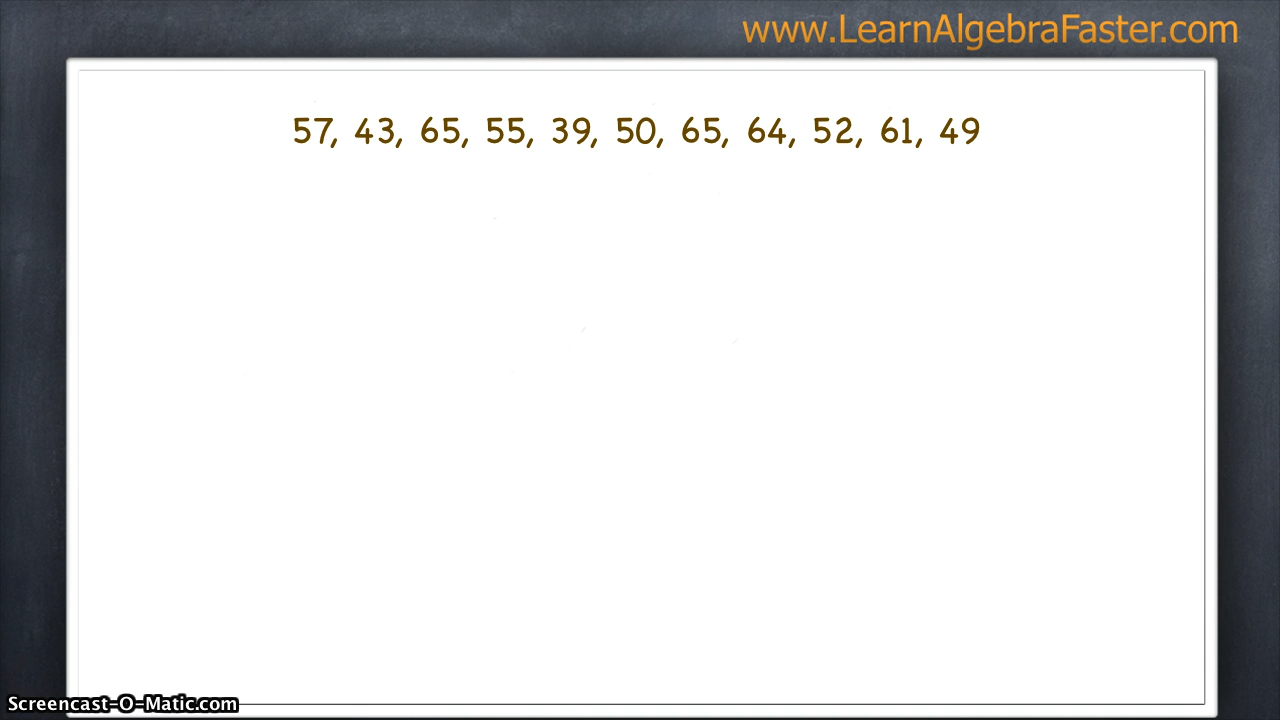 www.LearnAlgebraFaster.com
57, 43, 65, 55, 39, 50, 65, 64, 52, 61, 49
Screencast-O-Matic.com